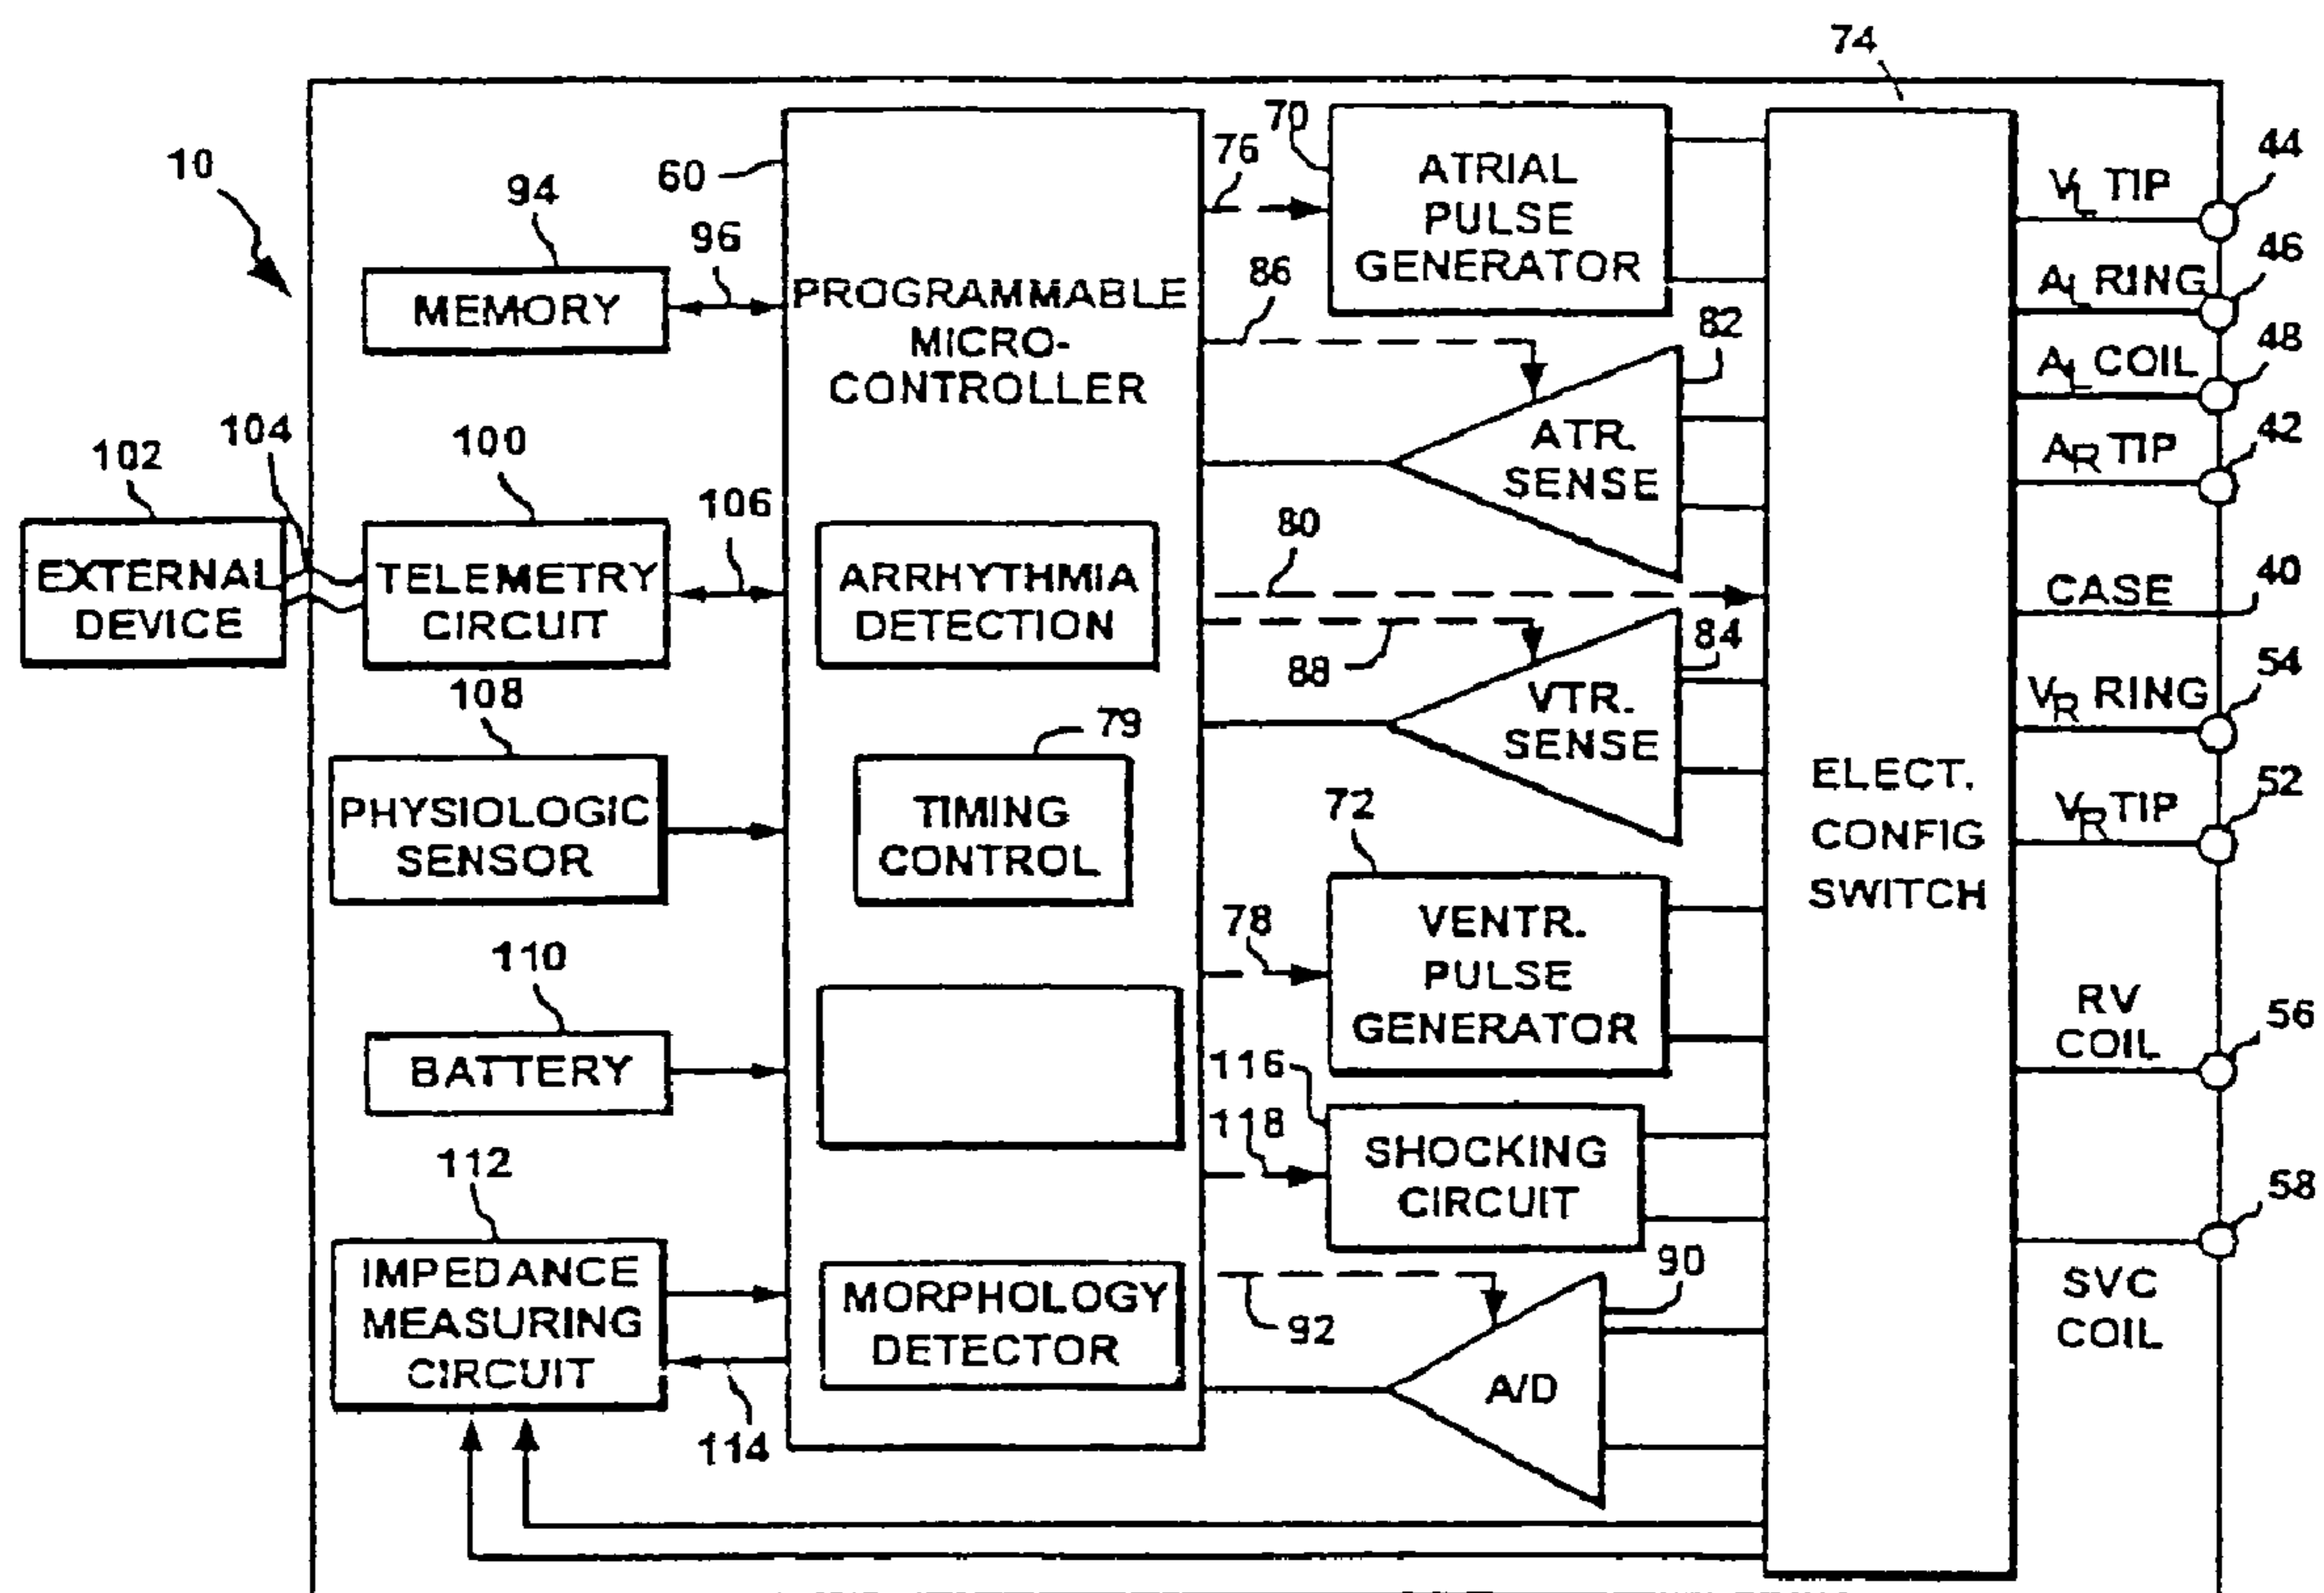 74
10
94
MEMORY
96
60
PROGRAMMABLE
MICRO-
CONTROLLER
76
70
ATRIAL
PULSE
GENERATOR
86
82
ATR.
SENSE
102
EXTERNAL
DEVICE
104
100
TELEMETRY
CIRCUIT
106
ARRHYTHMIA
DETECTION
80
88
84
VTR.
SENSE
108
PHYSIOLOGIC
SENSOR
79
TIMING
CONTROL
72
78
VENTR.
PULSE
GENERATOR
110
BATTERY
116
118
SHOCKING
CIRCUIT
112
IMPEDANCE
MEASURING
CIRCUIT
114
MORPHOLOGY
DETECTOR
92
90
A/D
ELECT.
CONFIG
SWITCH
VL TIP
44
AL RING
46
AL COIL
48
AR TIP
42
CASE
40
VR RING
54
VR TIP
52
RV
COIL
56
58
SVC
COIL